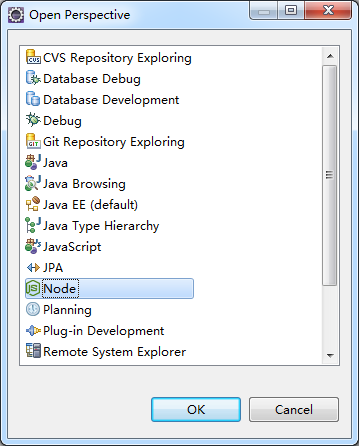 Open Perspective
CVS Repository Exploring
Database Debug
Database Development
Debug
Git Repository Exploring
Java
Java Browsing
Java EE (default)
Java Type Hierarchy
JavaScript
JPA
Node
Planning
Plug-in Development
Remote System Explorer
OK
Cancel